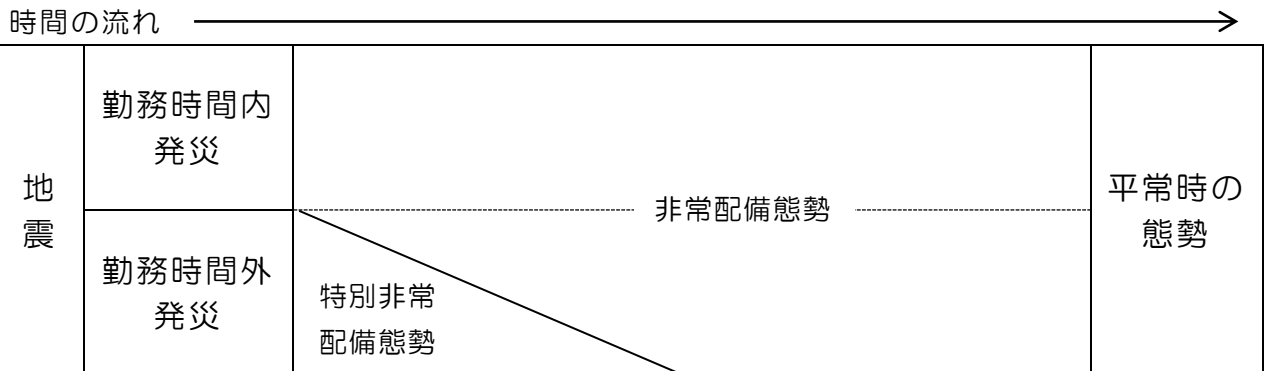 時間の流れ
地
震
勤務時間内
発災
勤務時間外
発災
非常配備態勢
特別非常
配備態勢
平常時の
態勢